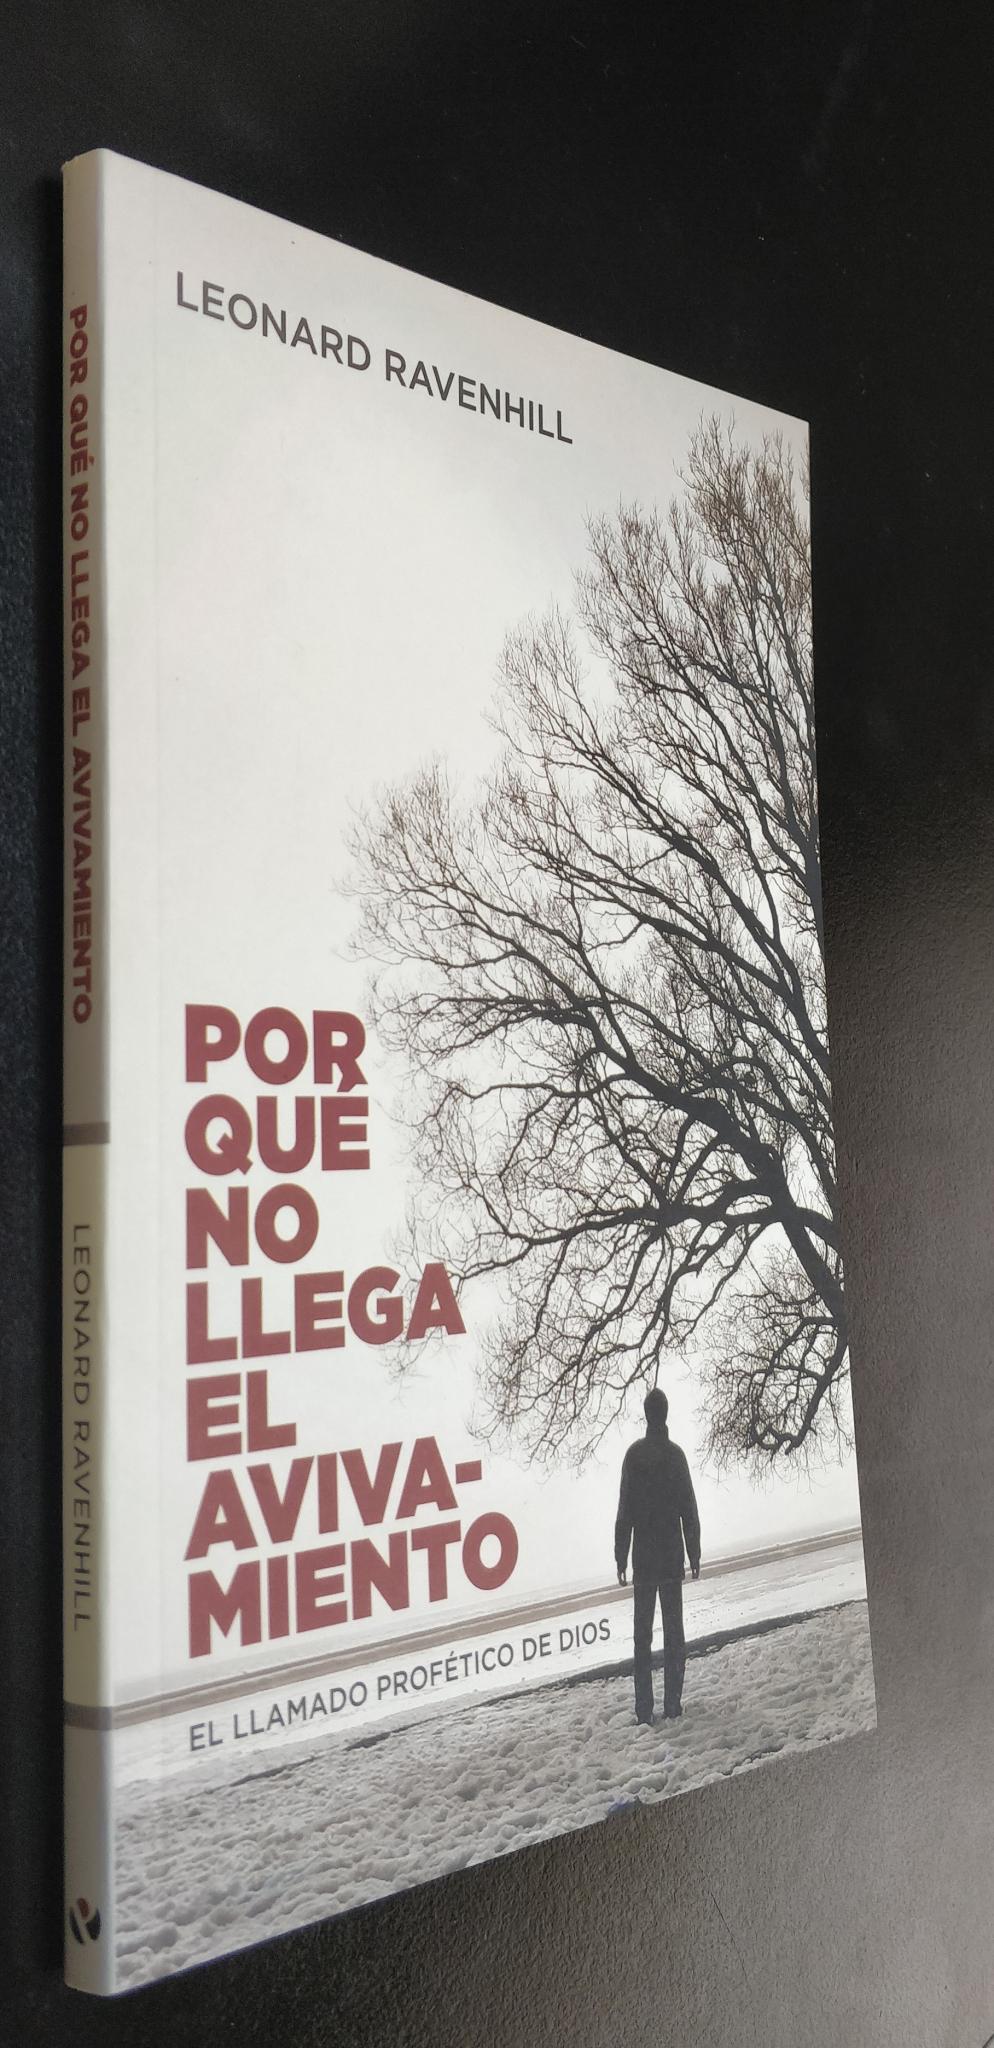 LEONARD RAVENHILL
POR
QUÉ
NO
LLEGA
EL
AVIVA-
MIENTO
EL LLAMADO PROFÉTICO DE DIOS
POR QUÉ NO LLEGA EL AVIVAMIENTO
LEONARD RAVENHILL